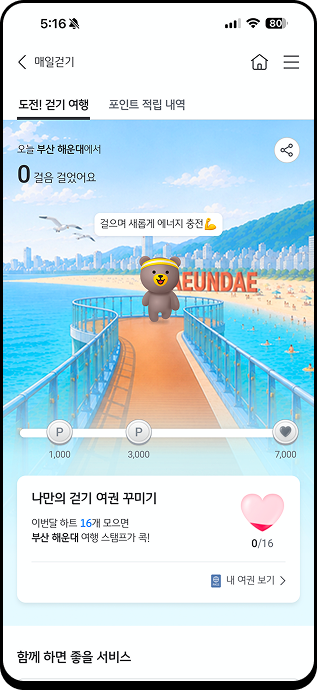 5:16
80
매일걷기
도전! 걷기 여행
포인트 적립 내역
오늘 부산 해운대에서
0 걸음 걸었어요
걸으며 새롭게 에너지 충전💪
EUNDAE
P
P
1,000
3,000
7,000
나만의 걷기 여권 꾸미기
이번달 하트 16개 모으면
부산 해운대 여행 스탬프가 콕!
0/16
내 여권 보기
함께 하면 좋을 서비스